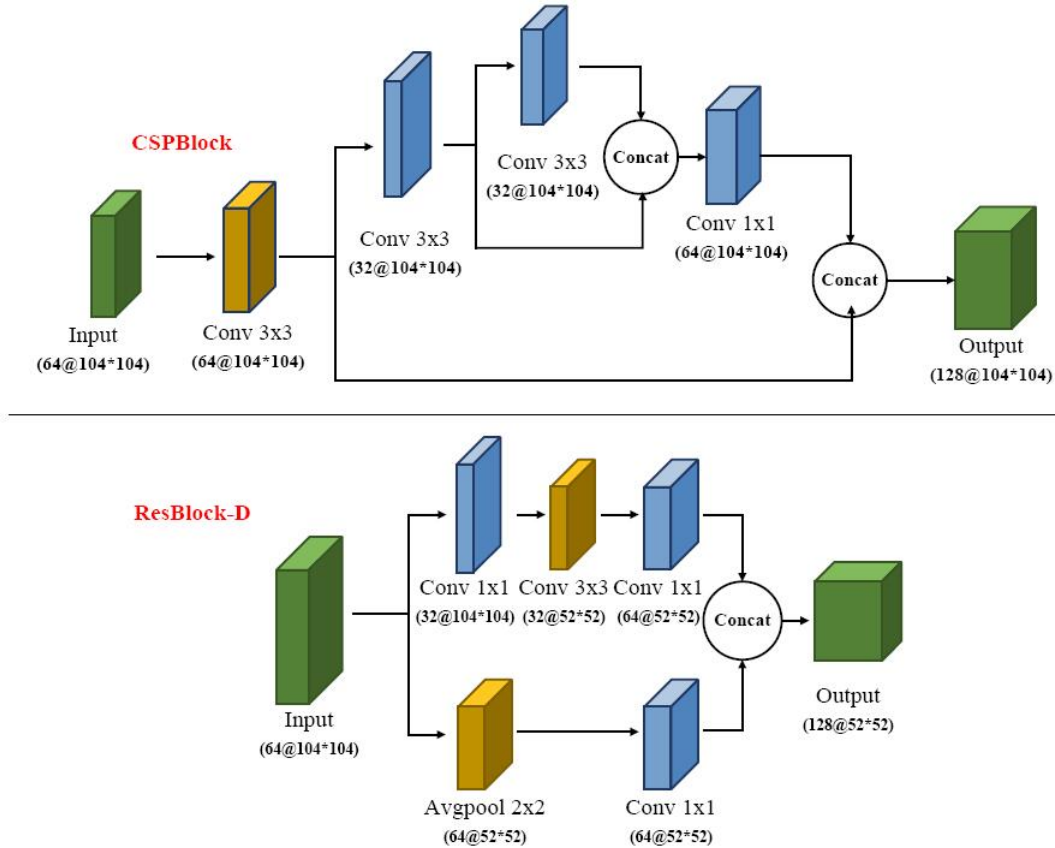 CSPBlock
Input
(64@104*104)
Conv 3x3
(64@104*104)
Conv 3x3
(32@104*104)
Conv 3x3
(32@104*104)
Concat
Conv 1x1
(64@104*104)
Concat
Output
(128@104*104)
ResBlock-D
Input
(64@104*104)
Conv 1x1
(32@104*104)
Conv 3x3
(32@52*52)
Conv 1x1
(64@52*52)
Avgpool 2x2
(64@52*52)
Conv 1x1
(64@52*52)
Concat
Output
(128@52*52)